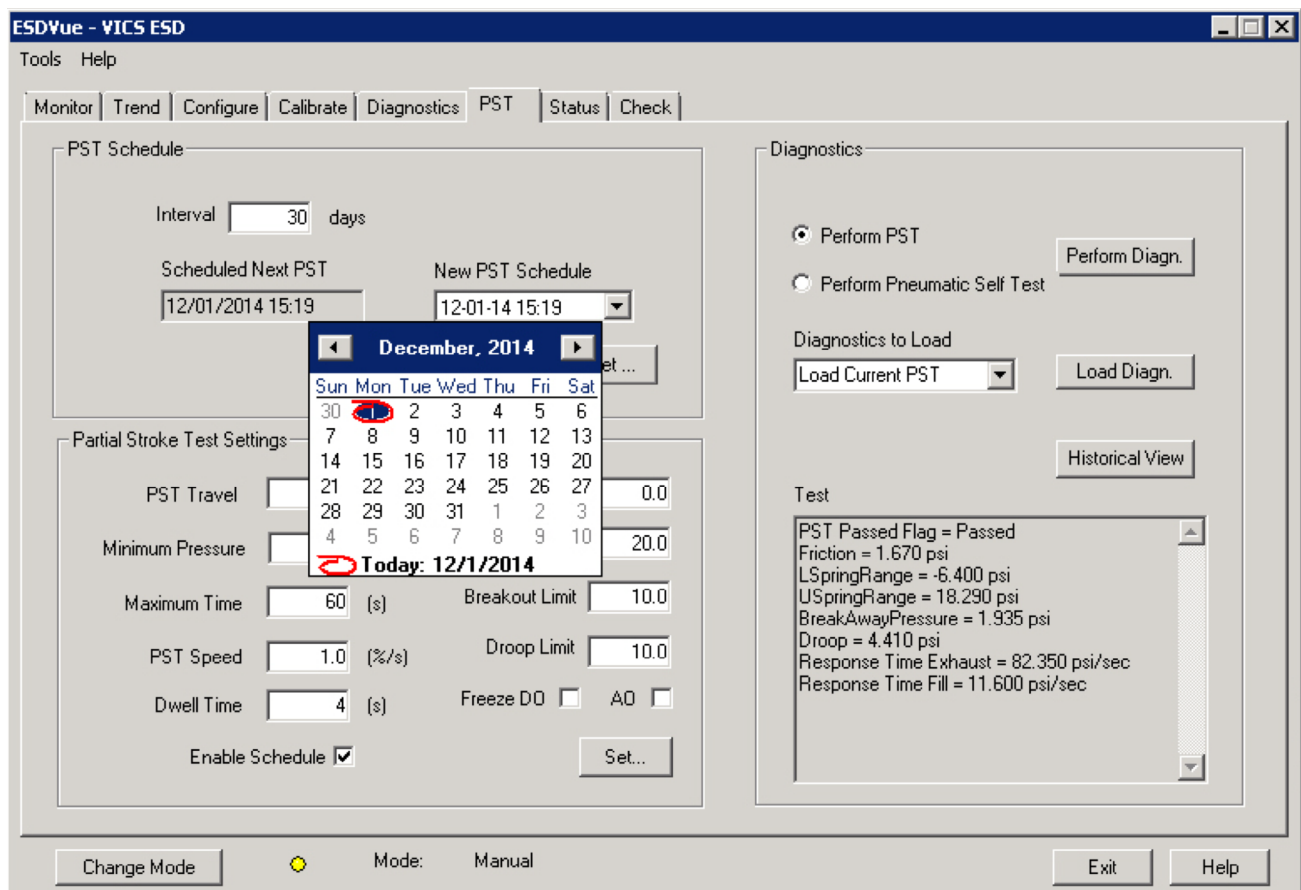 ESDVue - VICS ESD
Tools Help
Monitor Trend Configure Calibrate Diagnostics PST Status Check
PST Schedule
Interval 30 days
Scheduled Next PST New PST Schedule
12/01/2014 15:19 12-01-14 15:19
December, 2014
et ...
Sun Mon Tue Wed Thu Fri Sat
30 1 2 3 4 5 6
7 8 9 10 11 12 13
14 15 16 17 18 19 20
21 22 23 24 25 26 27
28 29 30 31 1 2 3
4 5 6 7 8 9 10
Today: 12/1/2014
Partial Stroke Test Settings
PST Travel 0.0
Minimum Pressure 20.0
Maximum Time 60 (s) Breakout Limit 10.0
PST Speed 1.0 (%/s) Droop Limit 10.0
Dwell Time 4 (s) Freeze DO AO
Enable Schedule Set...
Diagnostics
Perform PST
Perform Diagn.
Perform Pneumatic Self Test
Diagnostics to Load
Load Current PST Load Diagn.
Historical View
Test
PST Passed Flag = Passed
Friction = 1.670 psi
LSpringRange = -6.400 psi
USpringRange = 18.290 psi
BreakAwayPressure = 1.935 psi
Droop = 4.410 psi
Response Time Exhaust = 82.350 psi/sec
Response Time Fill = 11.600 psi/sec
Change Mode Mode: Manual Exit Help